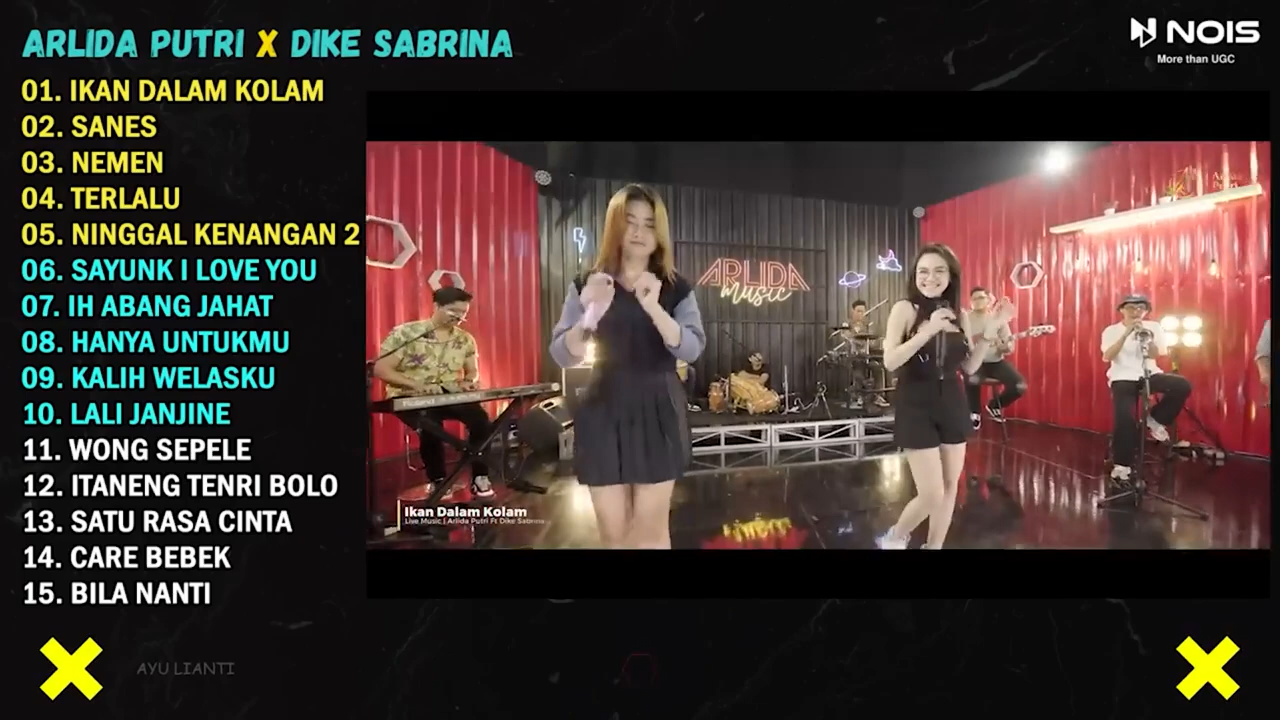 ARLIDA PUTRI X DIKE SABRINA
NOIS
More than UGC
01. IKAN DALAM KOLAM
02. SANES
03. NEMEN
04. TERLALU
05. NINGGAL KENANGAN 2
06. SAYUNK I LOVE YOU
07. IH ABANG JAHAT
08. HANYA UNTUKMU
09. KALIH WELASKU
10. LALI JANJINE
11. WONG SEPELE
12. ITANENG TENRI BOLO
13. SATU RASA CINTA
14. CARE BEBEK
15. BILA NANTI
ARLIDA
music
Roland
Ikan Dalam Kolam
Live Music | Arlida Putri Ft Dike Sabrina
AYU LIANTI